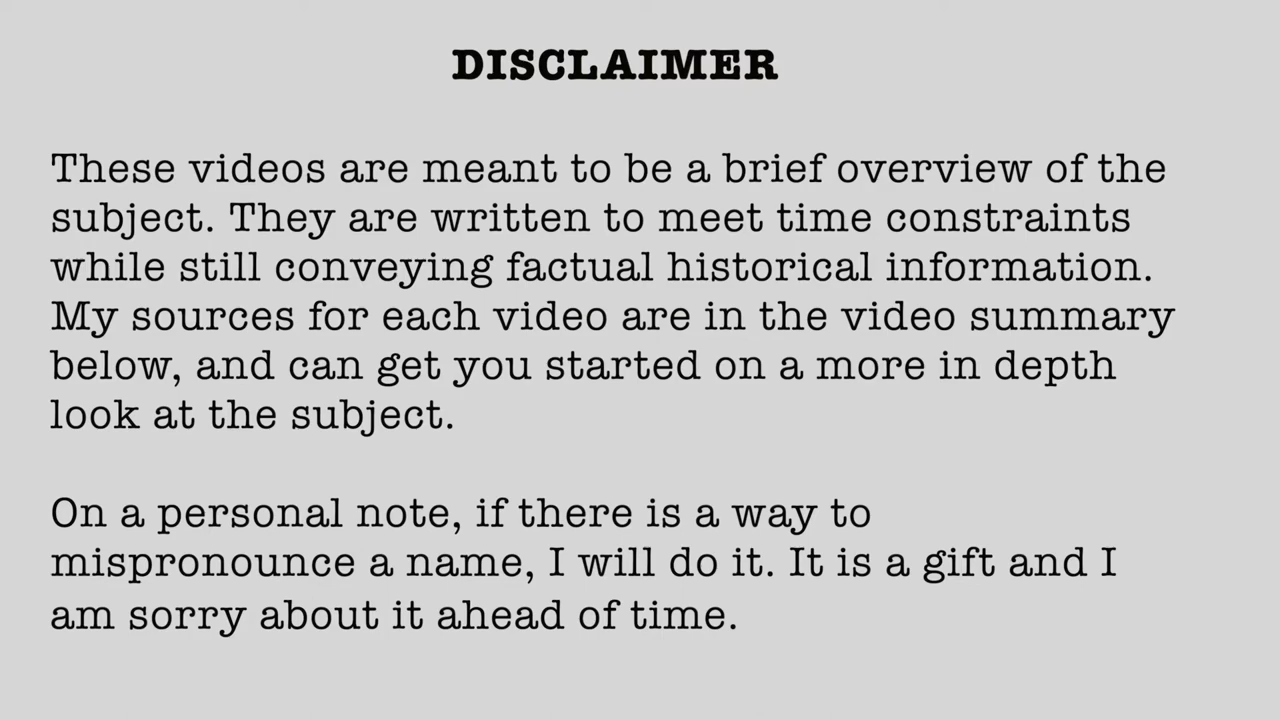 DISCLAIMER
These videos are meant to be a brief overview of the
subject. They are written to meet time constraints
while still conveying factual historical information.
My sources for each video are in the video summary
below, and can get you started on a more in depth
look at the subject.
On a personal note, if there is a way to
mispronounce a name, I will do it. It is a gift and I
am sorry about it ahead of time.